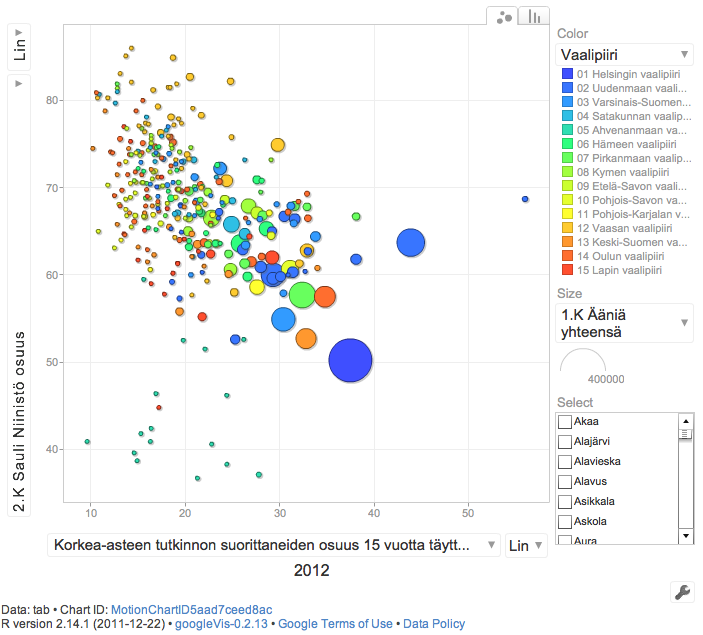 Lin
2.K Sauli Niinistö osuus
80
70
60
50
40
10
20
30
40
50
Korkea-asteen tutkinnon suorittaneiden osuus 15 vuotta täytt...
Lin
2012
Color
Vaalipiiri
01 Helsingin vaalipiiri
02 Uudenmaan vaali...
03 Varsinais-Suomen...
04 Satakunnan vaalip...
05 Ahvenanmaan va...
06 Hämeen vaalipiiri
07 Pirkanmaan vaalip...
08 Kymen vaalipiiri
09 Etelä-Savon vaali...
10 Pohjois-Savon va...
11 Pohjois-Karjalan v...
12 Vaasan vaalipiiri
13 Keski-Suomen va...
14 Oulun vaalipiiri
15 Lapin vaalipiiri
Size
1.K Ääniä
yhteensä
400000
Select
Akaa
Alajärvi
Alavieska
Alavus
Asikkala
Askola
Aura
Data: tab • Chart ID: MotionChartID5aad7ceed8ac
R version 2.14.1 (2011-12-22) • googleVis-0.2.13 • Google Terms of Use • Data Policy